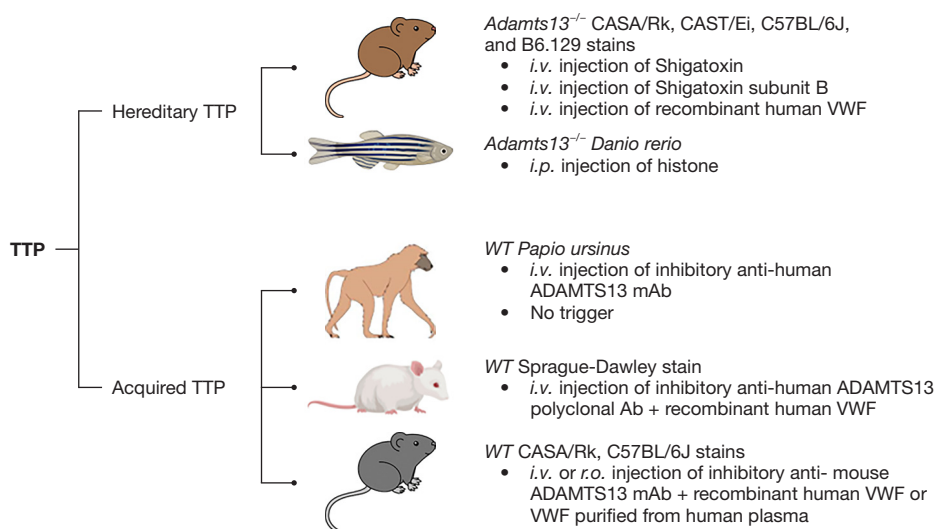 TTP
Hereditary TTP
Adamts13⁻/⁻ CASA/Rk, CAST/Ei, C57BL/6J,
and B6.129 stains
• i.v. injection of Shigatoxin
• i.v. injection of Shigatoxin subunit B
• i.v. injection of recombinant human VWF
Adamts13⁻/⁻ Danio rerio
• i.p. injection of histone
Acquired TTP
WT Papio ursinus
• i.v. injection of inhibitory anti-human
ADAMTS13 mAb
• No trigger
WT Sprague-Dawley stain
• i.v. injection of inhibitory anti-human ADAMTS13
polyclonal Ab + recombinant human VWF
WT CASA/Rk, C57BL/6J stains
• i.v. or r.o. injection of inhibitory anti- mouse
ADAMTS13 mAb + recombinant human VWF or
VWF purified from human plasma